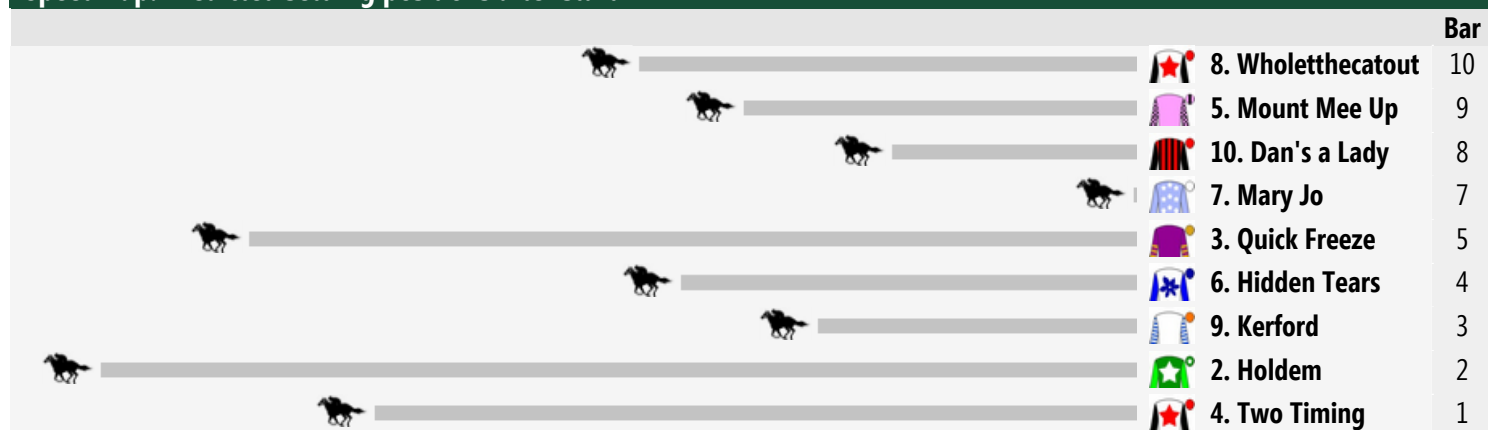 Bar
8. Wholetthecatout 10
5. Mount Mee Up 9
10. Dan's a Lady 8
7. Mary Jo 7
3. Quick Freeze 5
6. Hidden Tears 4
9. Kerford 3
2. Holdem 2
4. Two Timing 1